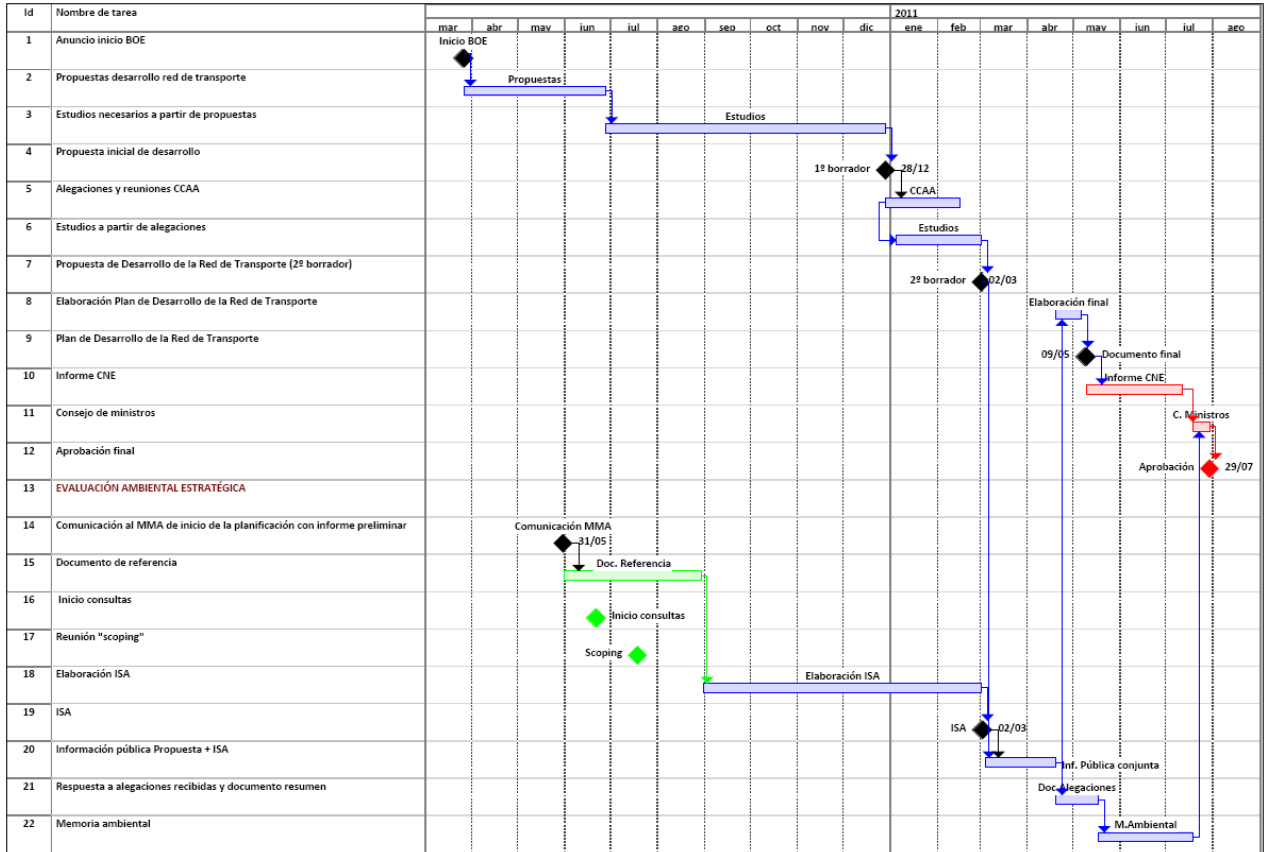 Id Nombre de tarea 2011
mar abr may jun jul ago sep oct nov dic ene feb mar abr may jun jul ago
1 Anuncio inicio BOE Inicio BOE
2 Propuestas desarrollo red de transporte Propuestas
3 Estudios necesarios a partir de propuestas Estudios
4 Propuesta inicial de desarrollo 1º borrador 28/12
5 Alegaciones y reuniones CCAA CCAA
6 Estudios a partir de alegaciones Estudios
7 Propuesta de Desarrollo de la Red de Transporte (2º borrador) 2º borrador 02/03
8 Elaboración Plan de Desarrollo de la Red de Transporte Elaboración final
9 Plan de Desarrollo de la Red de Transporte 09/05 Documento final
10 Informe CNE Informe CNE
11 Consejo de ministros C. Ministros
12 Aprobación final Aprobación 29/07
13 EVALUACIÓN AMBIENTAL ESTRATÉGICA
14 Comunicación al MMA de inicio de la planificación con informe preliminar Comunicación MMA 31/05
15 Documento de referencia Doc. Referencia
16 Inicio consultas Inicio consultas
17 Reunión "scoping" Scoping
18 Elaboración ISA Elaboración ISA
19 ISA ISA 02/03
20 Información pública Propuesta + ISA Inf. Pública conjunta
21 Respuesta a alegaciones recibidas y documento resumen Doc Alegaciones
22 Memoria ambiental M.Ambiental